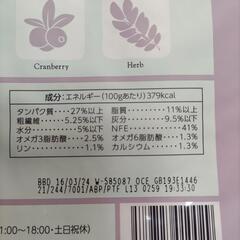 Cranberry
Herb
成分：エネルギー(100gあたり)379kcal
タンパク質…………27%以上 脂質………………11%以上
粗繊維…………5.25%以下 灰分………………9.5%以下
水分………………5%以下 NFE………………41%以下
オメガ3脂肪酸………2% オメガ6脂肪酸………2%
リン………………1.1% カルシウム………1.3%
BBD 16/03/24 W-585087 OCE GB193E1446
21/244/7001/ABP/PTF L13 0259 19:33:30
1:00～18:00・土日祝休)